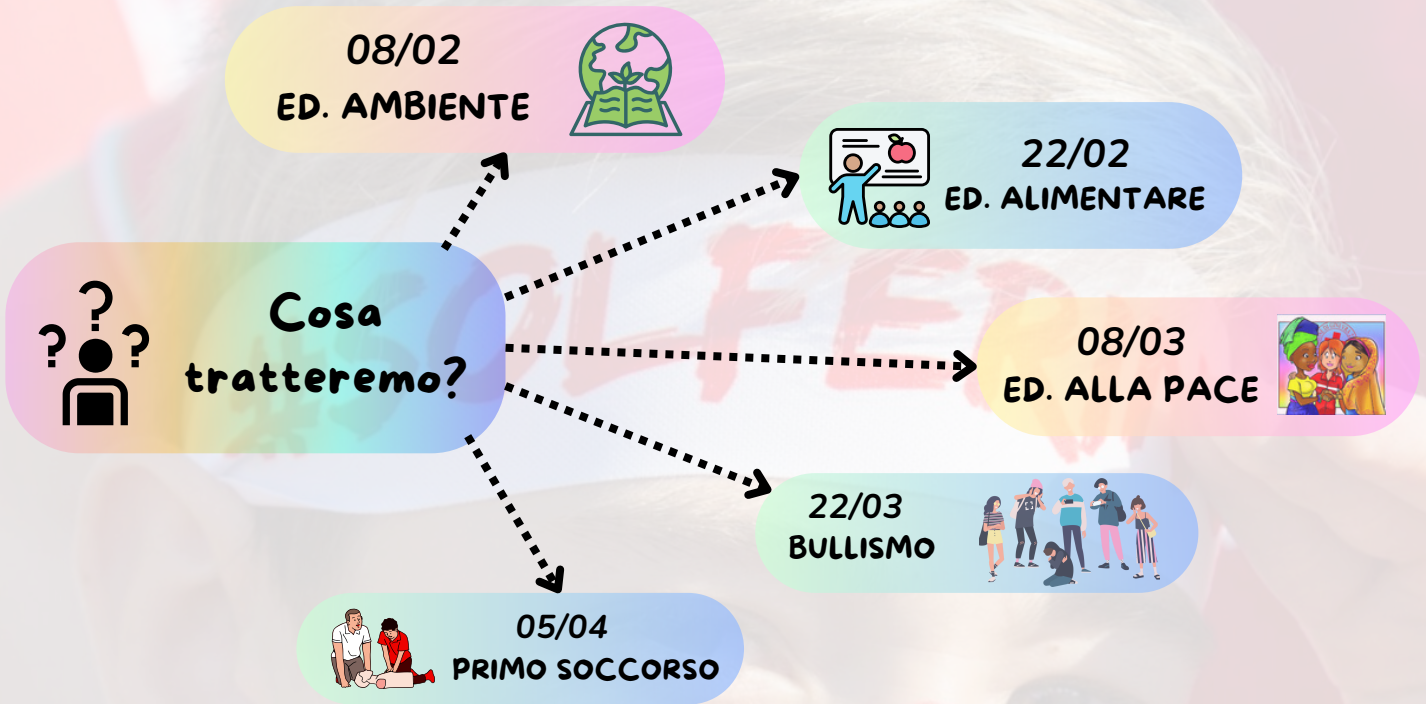 08/02
ED. AMBIENTE
22/02
ED. ALIMENTARE
Cosa
tratteremo?
08/03
ED. ALLA PACE
22/03
BULLISMO
05/04
PRIMO SOCCORSO